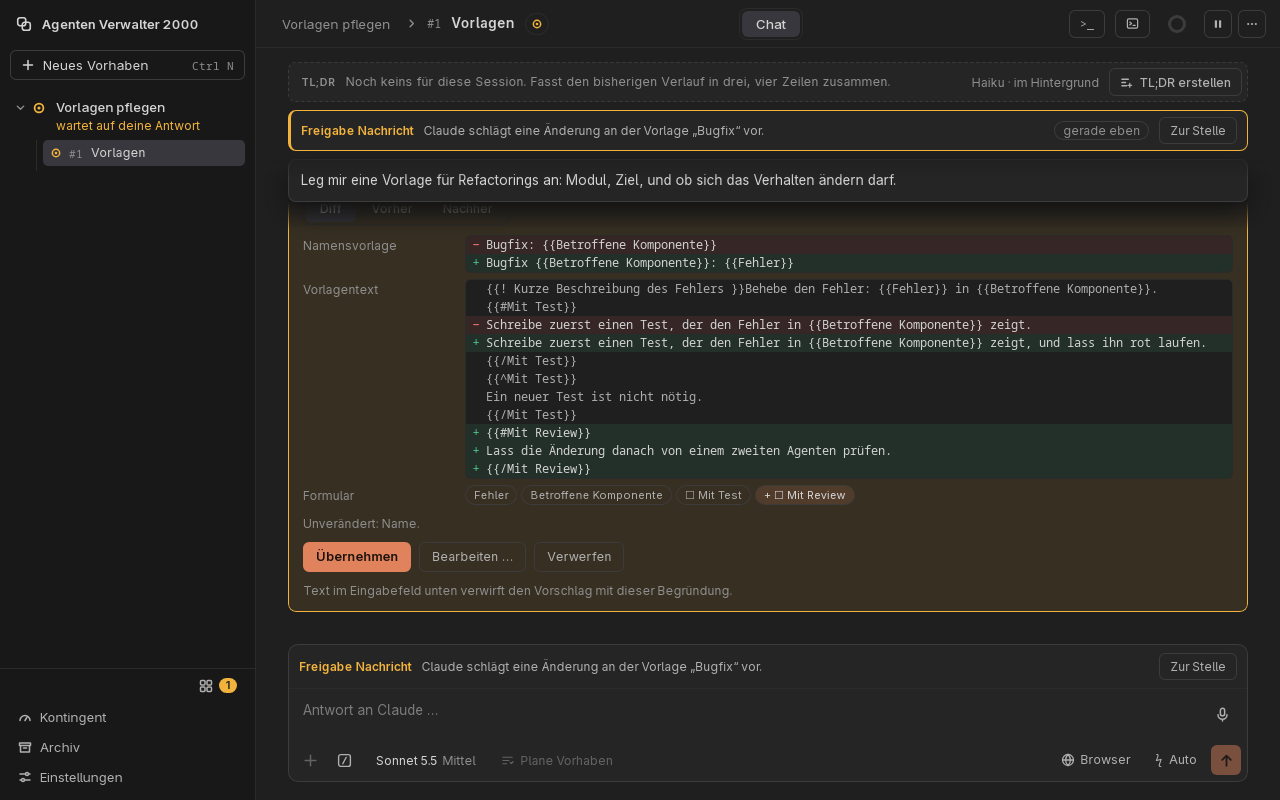 Agenten Verwalter 2000
Neues Vorhaben Ctrl N
Vorlagen pflegen
wartet auf deine Antwort
#1 Vorlagen
1
Kontingent
Archiv
Einstellungen
Vorlagen pflegen #1 Vorlagen
Chat
>_
TL;DR Noch keins für diese Session. Fasst den bisherigen Verlauf in drei, vier Zeilen zusammen. Haiku · im Hintergrund TL;DR erstellen
Freigabe Nachricht Claude schlägt eine Änderung an der Vorlage „Bugfix“ vor. gerade eben Zur Stelle
Leg mir eine Vorlage für Refactorings an: Modul, Ziel, und ob sich das Verhalten ändern darf.
Diff Vorher Nachher
Namensvorlage
− Bugfix: {{Betroffene Komponente}}
+ Bugfix {{Betroffene Komponente}}: {{Fehler}}
Vorlagentext
{{! Kurze Beschreibung des Fehlers }}Behebe den Fehler: {{Fehler}} in {{Betroffene Komponente}}.
{{#Mit Test}}
− Schreibe zuerst einen Test, der den Fehler in {{Betroffene Komponente}} zeigt.
+ Schreibe zuerst einen Test, der den Fehler in {{Betroffene Komponente}} zeigt, und lass ihn rot laufen.
{{/Mit Test}}
{{^Mit Test}}
Ein neuer Test ist nicht nötig.
{{/Mit Test}}
+ {{#Mit Review}}
+ Lass die Änderung danach von einem zweiten Agenten prüfen.
+ {{/Mit Review}}
Formular Fehler Betroffene Komponente ☐ Mit Test + ☐ Mit Review
Unverändert: Name.
Übernehmen Bearbeiten … Verwerfen
Text im Eingabefeld unten verwirft den Vorschlag mit dieser Begründung.
Freigabe Nachricht Claude schlägt eine Änderung an der Vorlage „Bugfix“ vor. Zur Stelle
Antwort an Claude …
Sonnet 5.5 Mittel Plane Vorhaben Browser Auto